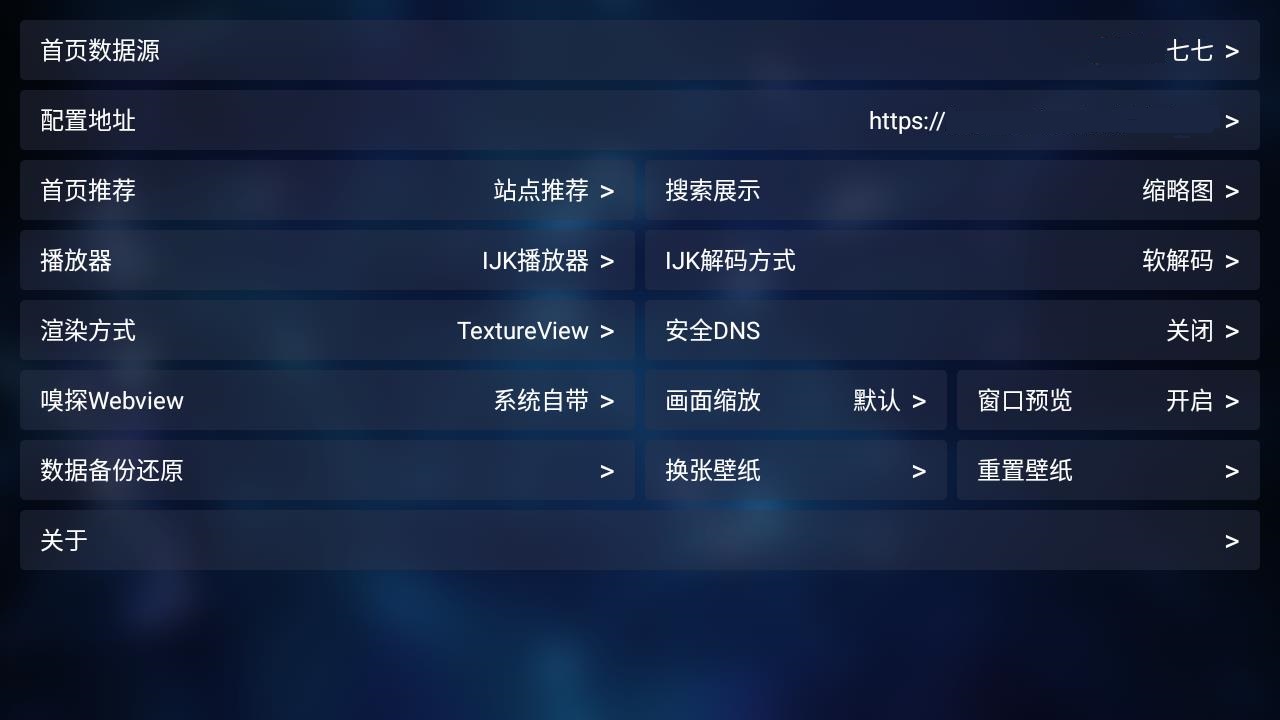 首页数据源 七七 >
配置地址 https:// >
首页推荐 站点推荐 > 搜索展示 缩略图 >
播放器 IJK播放器 > IJK解码方式 软解码 >
渲染方式 TextureView > 安全DNS 关闭 >
嗅探Webview 系统自带 > 画面缩放 默认 > 窗口预览 开启 >
数据备份还原 > 换张壁纸 > 重置壁纸 >
关于 >